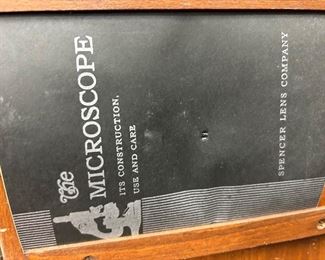 The
MICROSCOPE
ITS CONSTRUCTION,
USE AND CARE
SPENCER LENS COMPANY